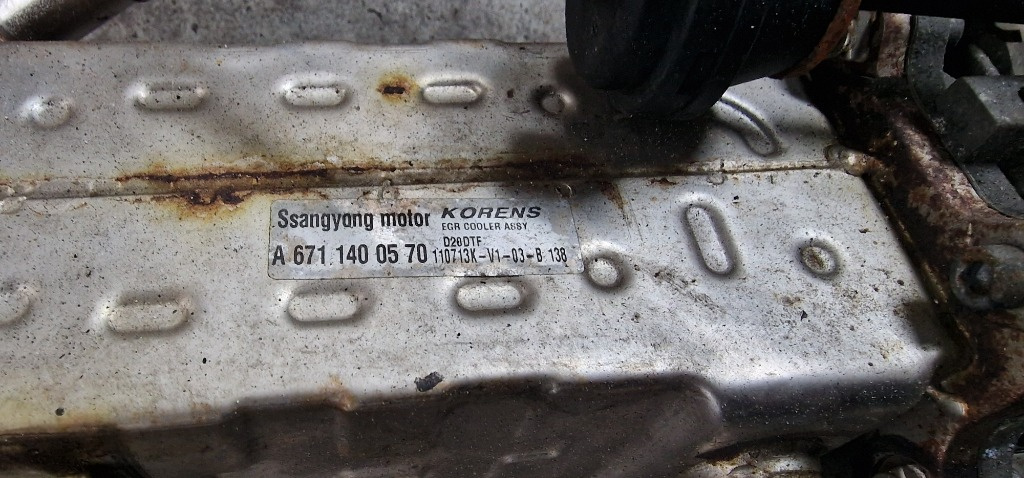 Ssangyong motor KORENS
EGR COOLER ASSY
D20DTF
A 671 140 05 70 110713K-V1-03-B 138